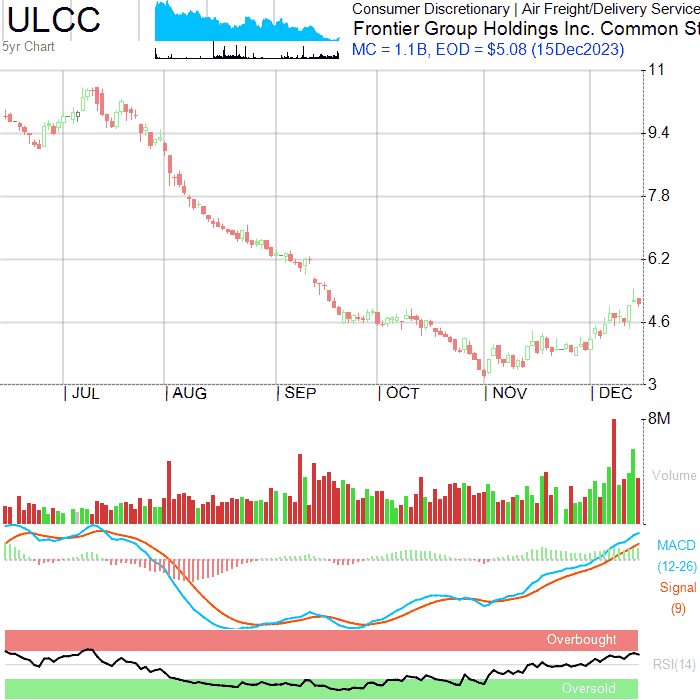 ULCC
5yr Chart
Consumer Discretionary | Air Freight/Delivery Service
Frontier Group Holdings Inc. Common St
MC = 1.1B, EOD = $5.08 (15Dec2023)
11
9.4
7.8
6.2
4.6
3
| JUL | AUG | SEP | OCT | NOV | DEC
8M
Volume
MACD
(12-26)
Signal
(9)
Overbought
RSI(14)
Oversold